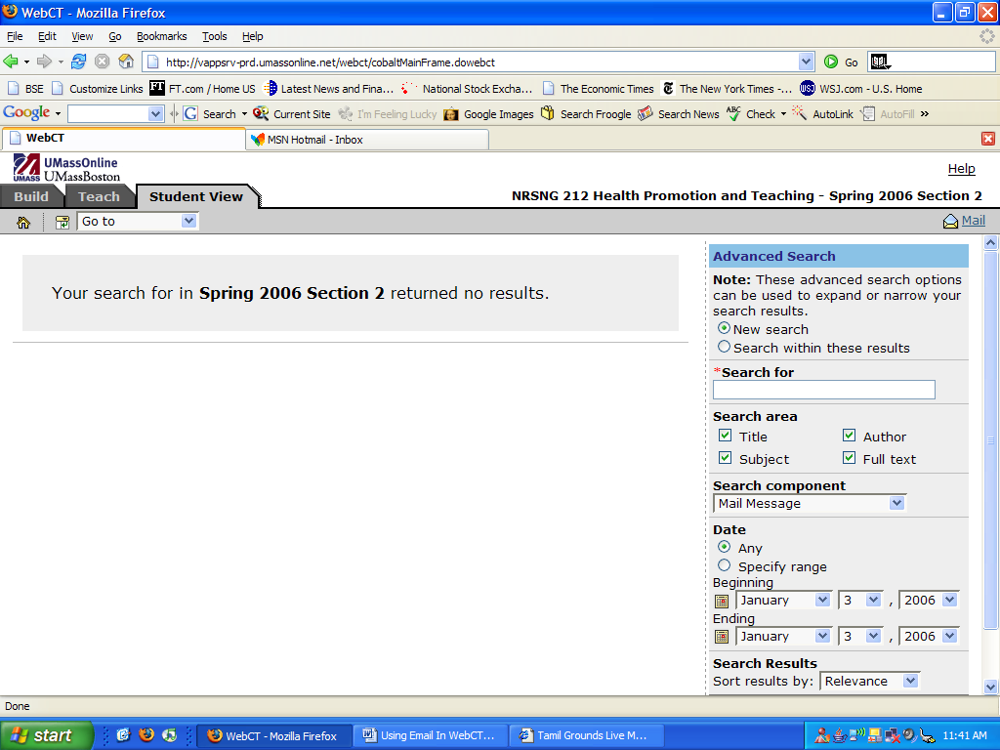 WebCT - Mozilla Firefox
File Edit View Go Bookmarks Tools Help
http://vappsrv-prd.umassonline.net/webct/cobaltMainFrame.dowebct Go
BSE Customize Links FT FT.com / Home US Latest News and Fina... National Stock Excha... The Economic Times The New York Times -... WSJ WSJ.com - U.S. Home
Google G Search Current Site I'm Feeling Lucky Google Images Search Froogle Search News ABC Check AutoLink AutoFill »
WebCT MSN Hotmail - Inbox
UMASS UMassOnline
UMassBoston
Help
Build Teach Student View NRSNG 212 Health Promotion and Teaching - Spring 2006 Section 2
Go to Mail
Your search for in Spring 2006 Section 2 returned no results.
Advanced Search
Note: These advanced search options
can be used to expand or narrow your
search results.
New search
Search within these results
*Search for
Search area
Title Author
Subject Full text
Search component
Mail Message
Date
Any
Specify range
Beginning
January 3 , 2006
Ending
January 3 , 2006
Search Results
Sort results by: Relevance
Done
start WebCT - Mozilla Firefox Using Email In WebCT... Tamil Grounds Live M... 11:41 AM